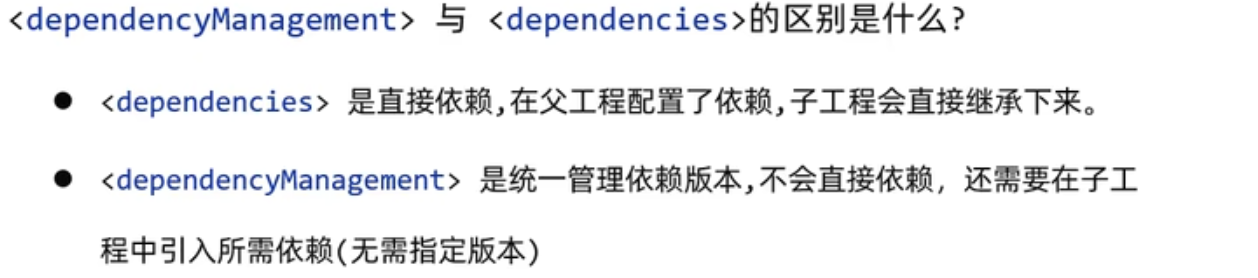 <dependencyManagement> 与 <dependencies>的区别是什么?
● <dependencies> 是直接依赖,在父工程配置了依赖,子工程会直接继承下来。
● <dependencyManagement> 是统一管理依赖版本,不会直接依赖，还需要在子工
程中引入所需依赖(无需指定版本)